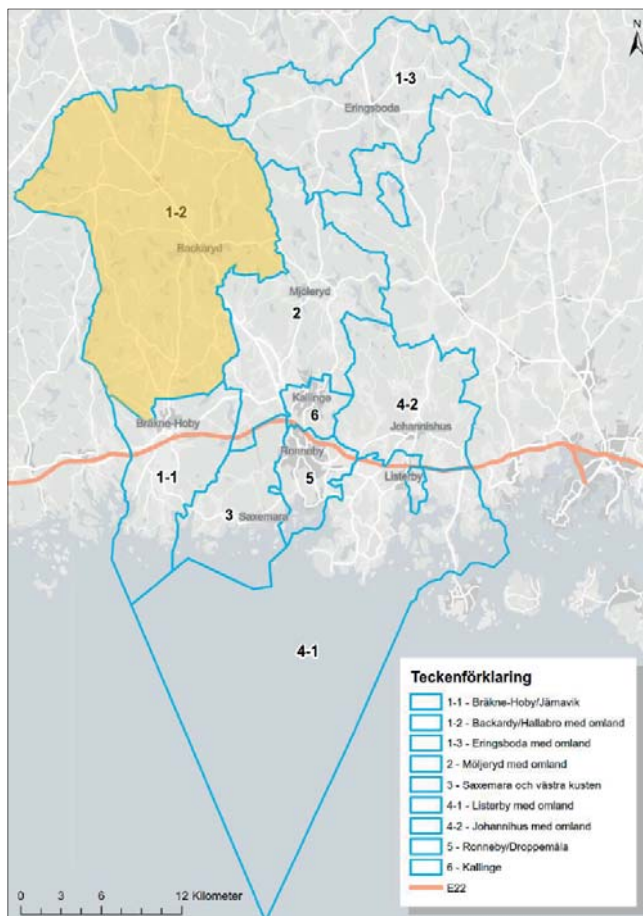 N
1-3
Eringsboda
1-2
Backaryd
Mjöleryd
2
Kallinge
6
4-2
Bräkne-Hoby
Johannishus
Ronneby
1-1
5
Listerby
3
Saxemara
4-1
Teckenförklaring
1-1 - Bräkne-Hoby/Järnavik
1-2 - Backardy/Hallabro med omland
1-3 - Eringsboda med omland
2 - Möljeryd med omland
3 - Saxemara och västra kusten
4-1 - Listerby med omland
4-2 - Johannihus med omland
5 - Ronneby/Droppemåla
6 - Kallinge
E22
0 3 6 12 Kilometer